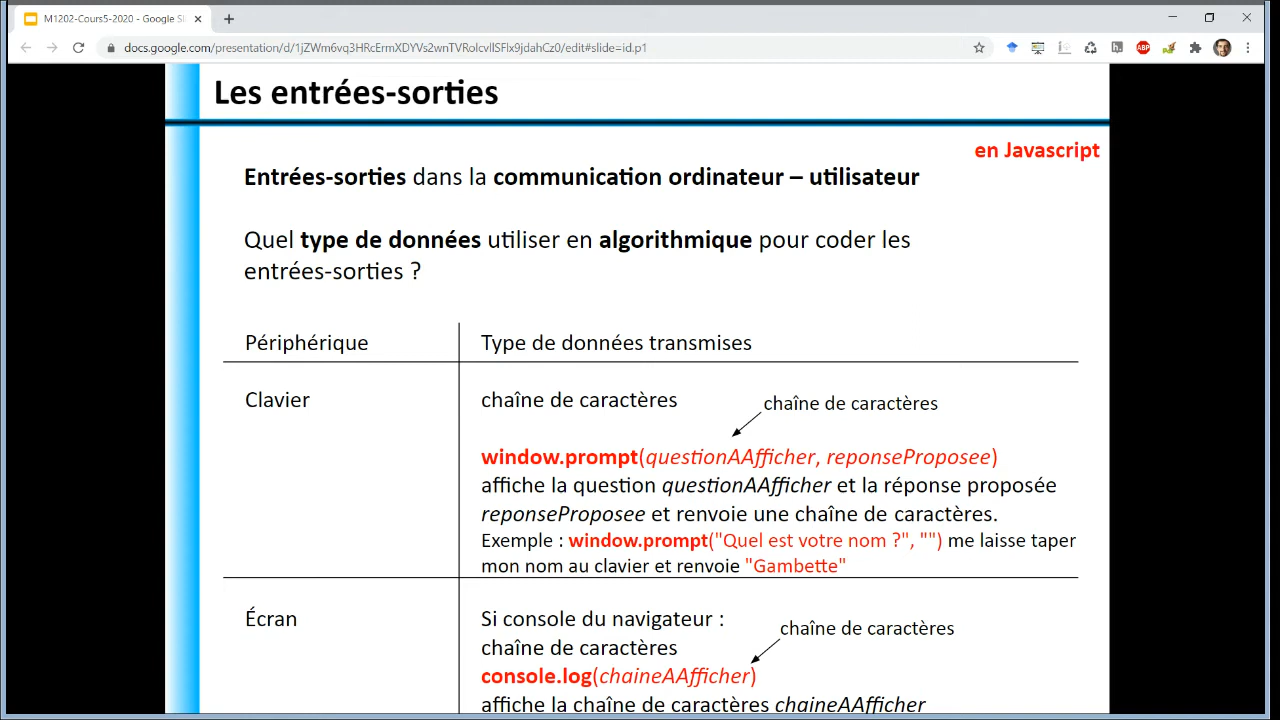 M1202-Cours5-2020 - Google Sl
docs.google.com/presentation/d/1jZWm6vq3HRcErmXDYVs2wnTVRolcvllSFlx9jdahCz0/edit#slide=id.p1
ABP
Les entrées-sorties
en Javascript
Entrées-sorties dans la communication ordinateur – utilisateur
Quel type de données utiliser en algorithmique pour coder les
entrées-sorties ?
Périphérique
Type de données transmises
Clavier
chaîne de caractères
chaîne de caractères
window.prompt(questionAAfficher, reponseProposee)
affiche la question questionAAfficher et la réponse proposée
reponseProposee et renvoie une chaîne de caractères.
Exemple : window.prompt("Quel est votre nom ?", "") me laisse taper
mon nom au clavier et renvoie "Gambette"
Écran
Si console du navigateur :
chaîne de caractères
chaîne de caractères
console.log(chaineAAfficher)
affiche la chaîne de caractères chaineAAfficher